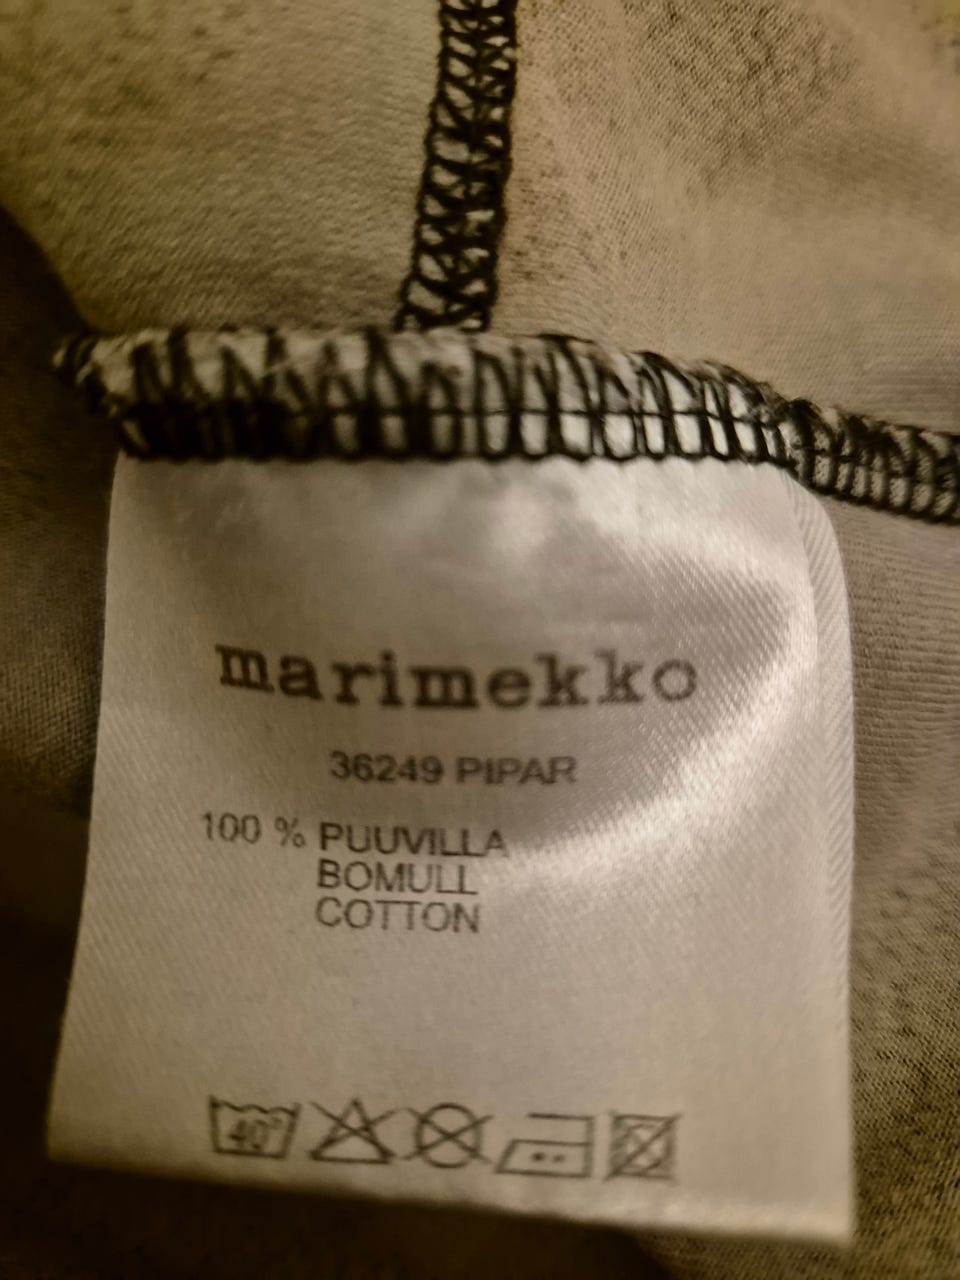 marimekko
36249 PIPAR
100 % PUUVILLA
BOMULL
COTTON
40°